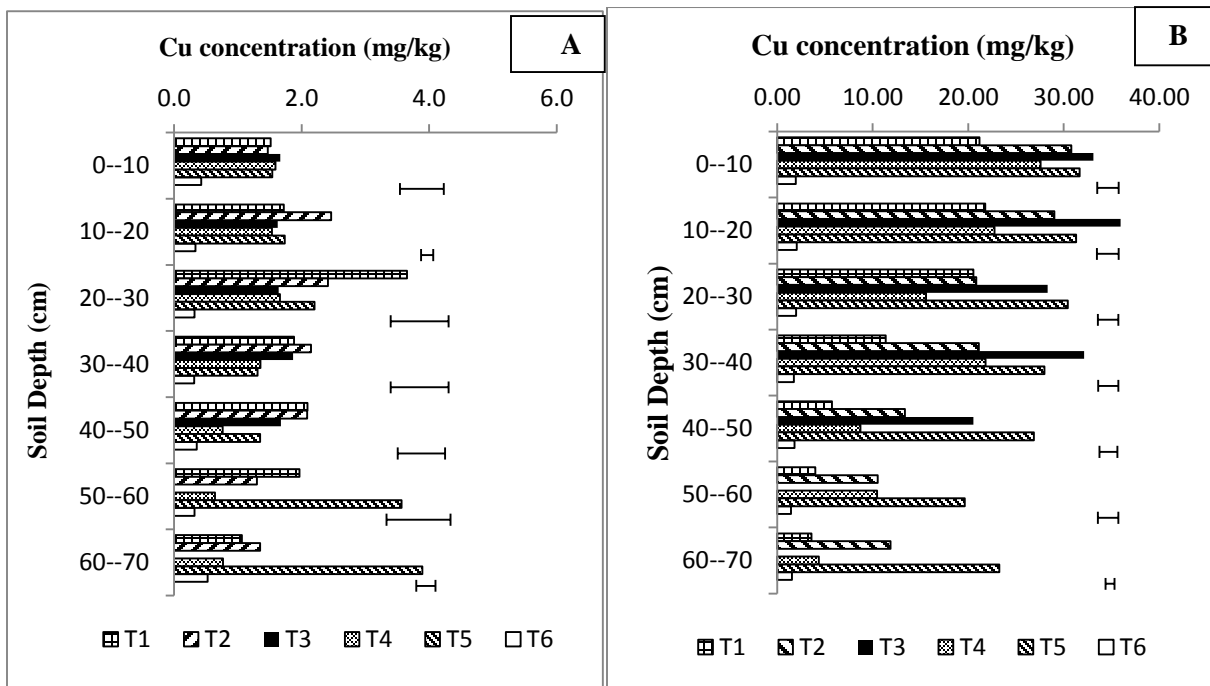 Cu concentration (mg/kg)
A
0.0 2.0 4.0 6.0
Soil Depth (cm)
0--10
10--20
20--30
30--40
40--50
50--60
60--70
T1 T2 T3 T4 T5 T6
Cu concentration (mg/kg)
B
0.00 10.00 20.00 30.00 40.00
Soil Depth (cm)
0--10
10--20
20--30
30--40
40--50
50--60
60--70
T1 T2 T3 T4 T5 T6